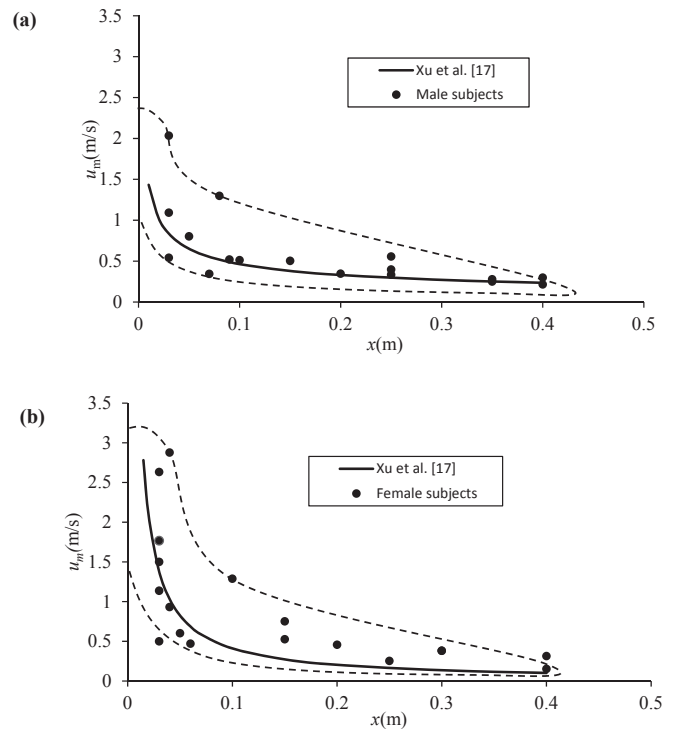 (a)
3.5
3
2.5
2
1.5
1
0.5
0
u_m(m/s)
Xu et al. [17]
Male subjects
0 0.1 0.2 0.3 0.4 0.5
x(m)
(b)
3.5
3
2.5
2
1.5
1
0.5
0
u_m(m/s)
Xu et al. [17]
Female subjects
0 0.1 0.2 0.3 0.4 0.5
x(m)